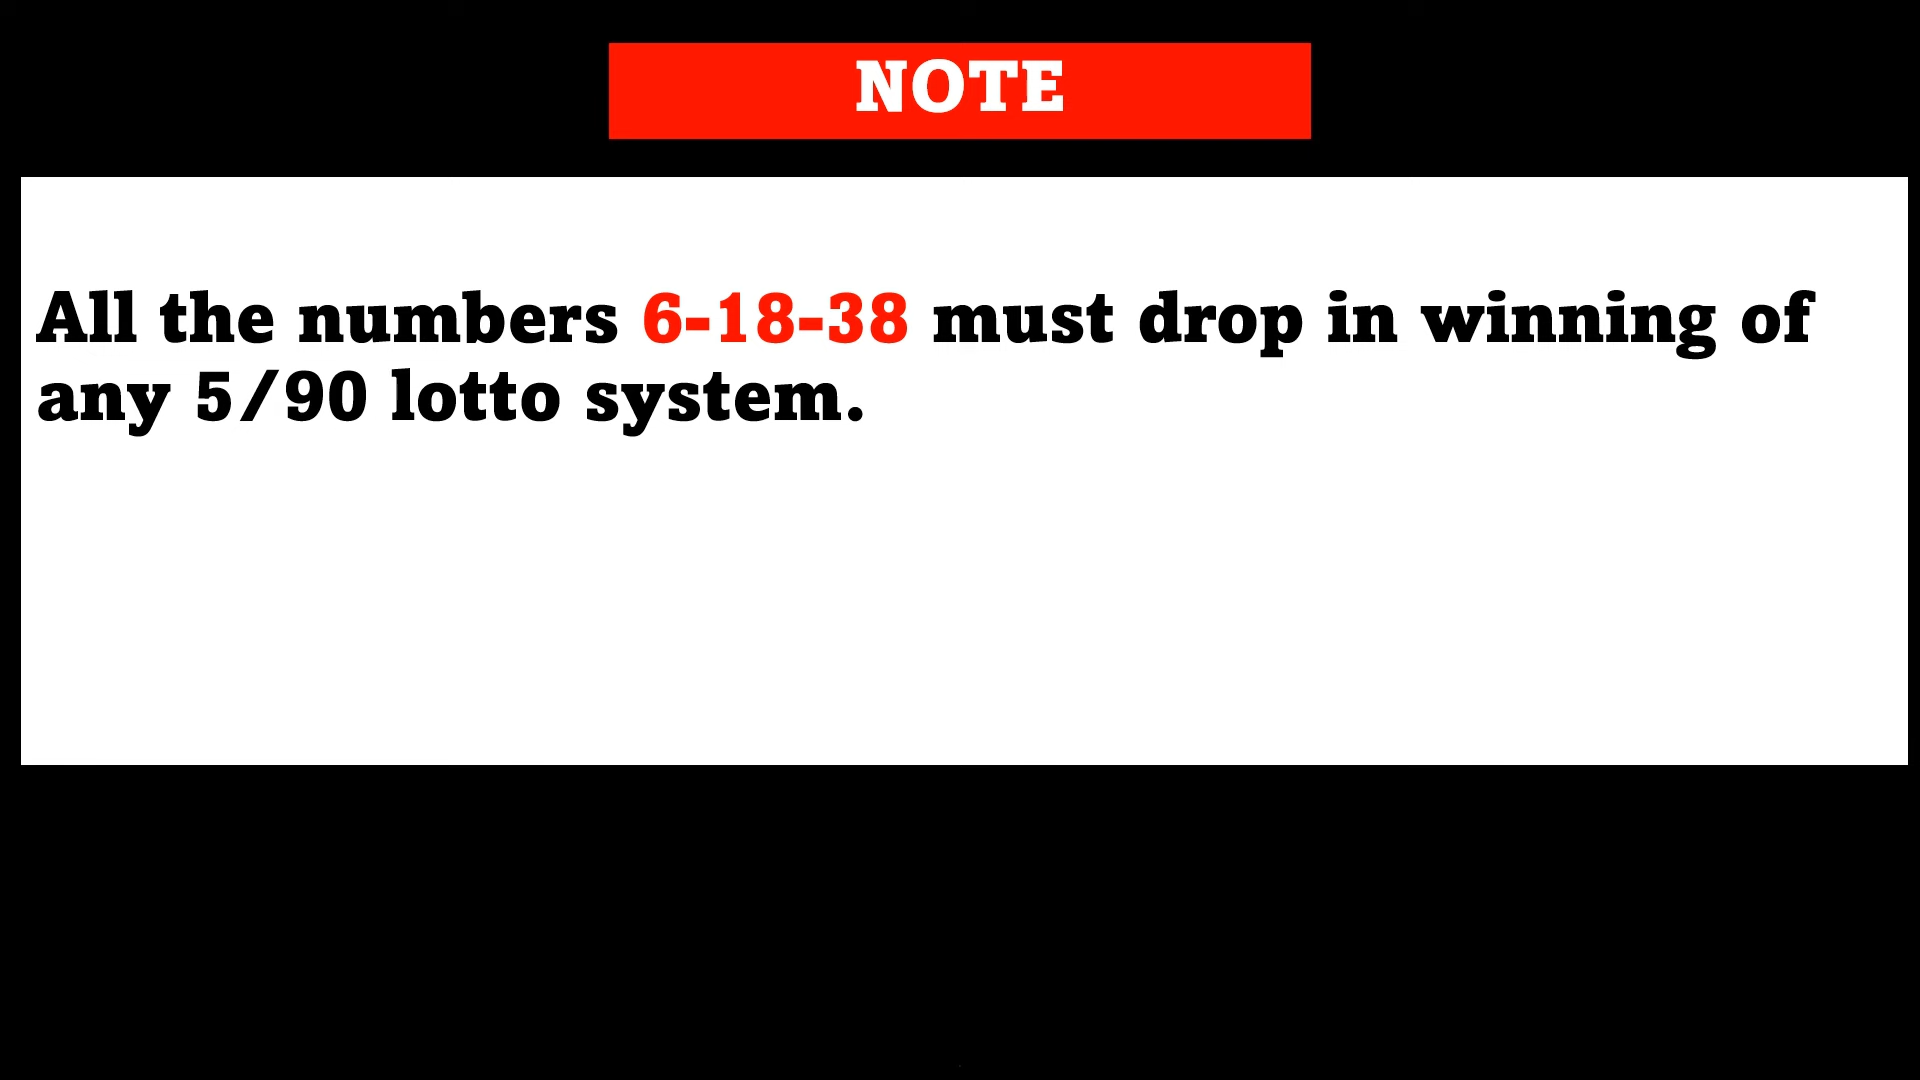 NOTE
All the numbers 6-18-38 must drop in winning of
any 5/90 lotto system.